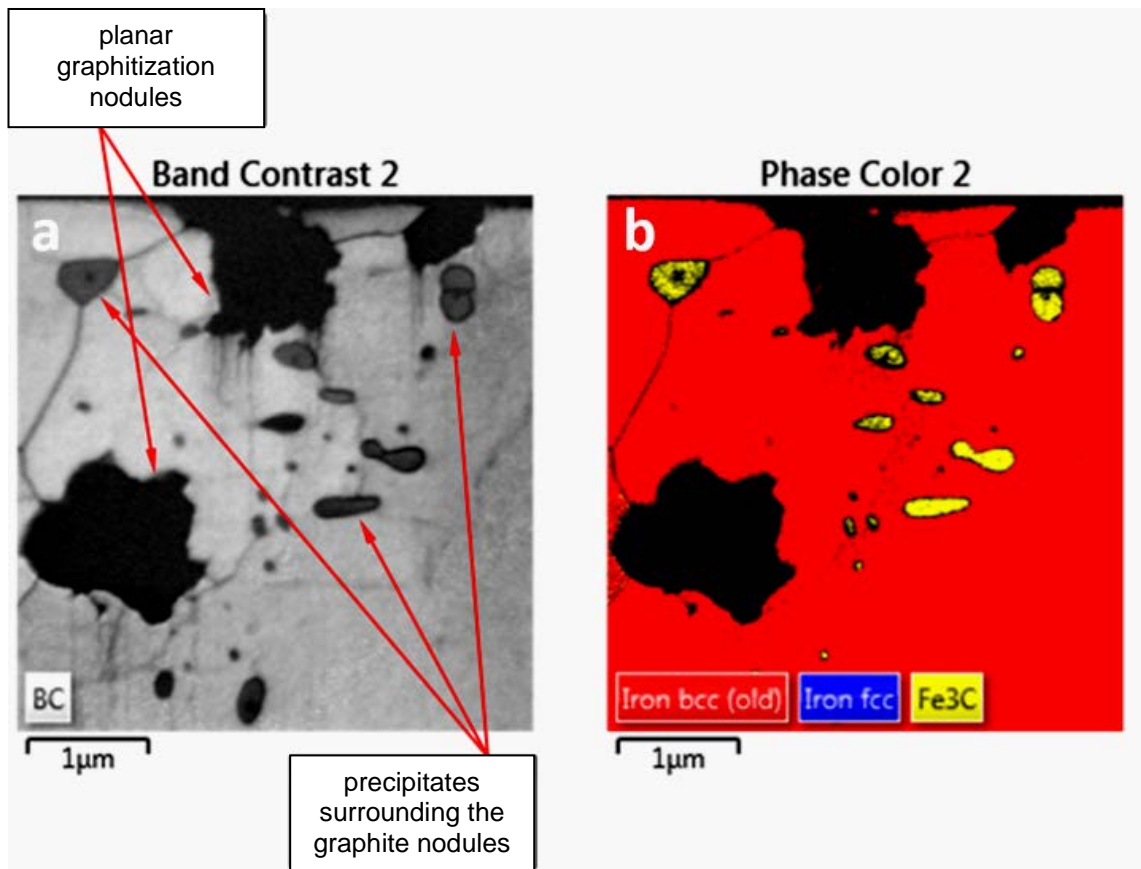 planar
graphitization
nodules
Band Contrast 2
Phase Color 2
a
b
BC
Iron bcc (old)
Iron fcc
Fe3C
1µm
1µm
precipitates
surrounding the
graphite nodules